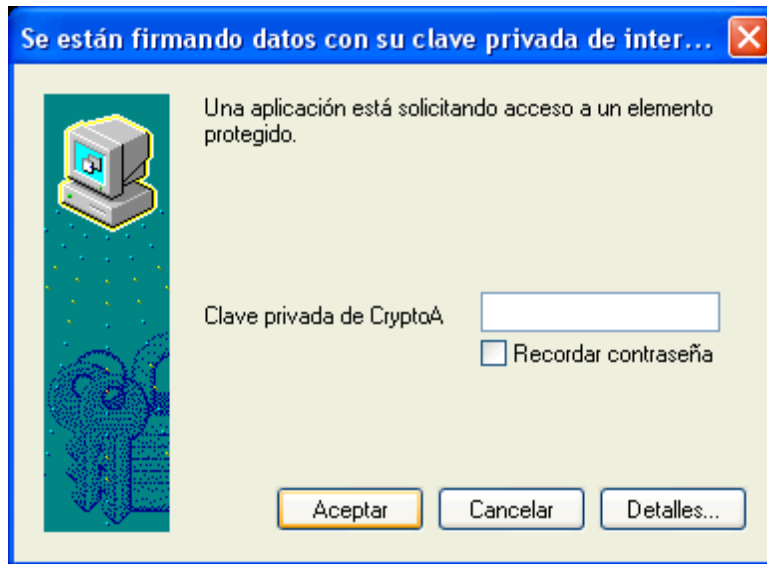 Se están firmando datos con su clave privada de inter...
Una aplicación está solicitando acceso a un elemento
protegido.
Clave privada de CryptoA
Recordar contraseña
Aceptar
Cancelar
Detalles...